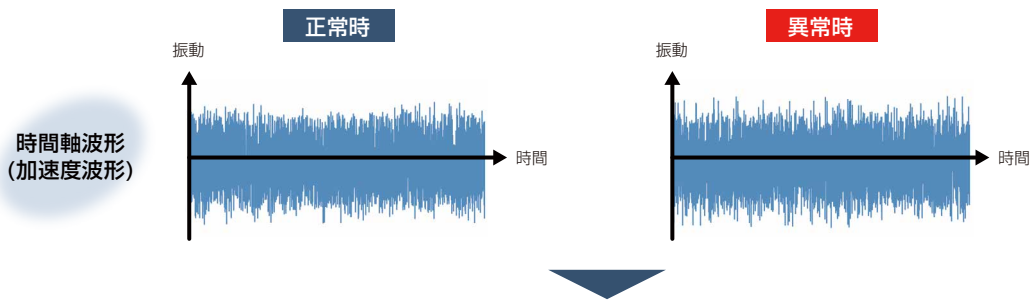 正常時
異常時
振動
振動
時間軸波形
(加速度波形)
時間
時間